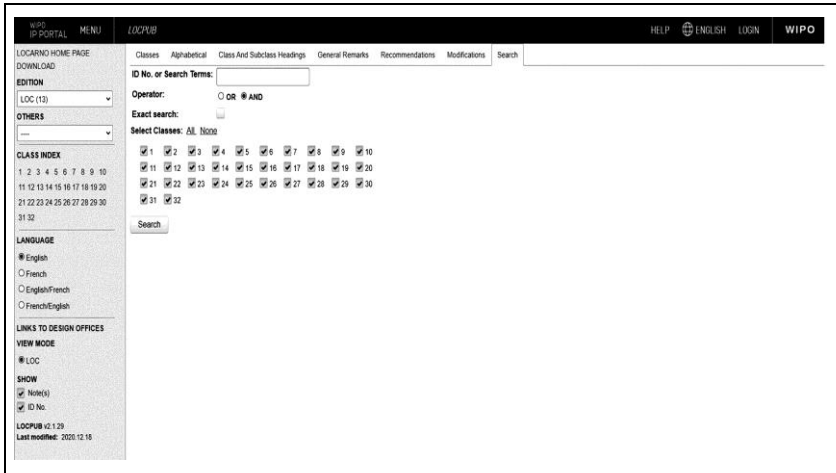 WIPO
IP PORTAL MENU LOCPUB HELP ENGLISH LOGIN WIPO
LOCARNO HOME PAGE
DOWNLOAD
EDITION
LOC (13)
OTHERS
----
CLASS INDEX
1 2 3 4 5 6 7 8 9 10
11 12 13 14 15 16 17 18 19 20
21 22 23 24 25 26 27 28 29 30
31 32
LANGUAGE
English
French
English/French
French/English
LINKS TO DESIGN OFFICES
VIEW MODE
LOC
SHOW
Note(s)
ID No.
LOCPUB v2.1.29
Last modified: 2020.12.18
Classes Alphabetical Class And Subclass Headings General Remarks Recommendations Modifications Search
ID No. or Search Terms:
Operator: OR AND
Exact search:
Select Classes: All None
1 2 3 4 5 6 7 8 9 10
11 12 13 14 15 16 17 18 19 20
21 22 23 24 25 26 27 28 29 30
31 32
Search